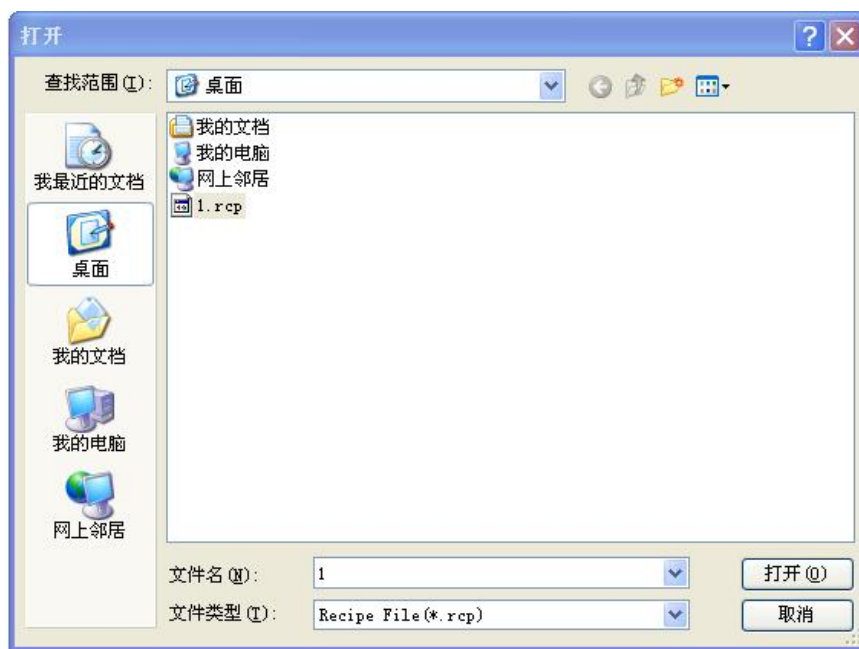 打开
查找范围(I):
桌面
我最近的文档
桌面
我的文档
我的电脑
网上邻居
我的文档
我的电脑
网上邻居
1.rcp
文件名(N):
1
打开(O)
文件类型(T):
Recipe File(*.rcp)
取消